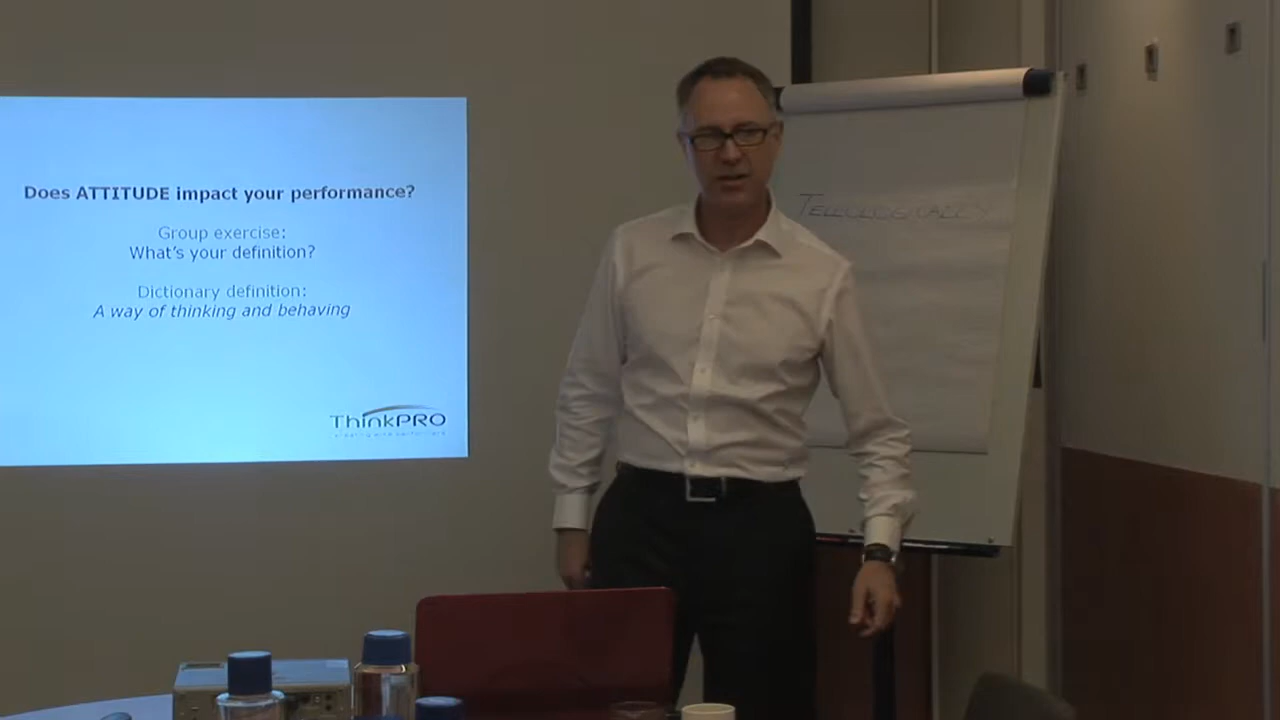 Does ATTITUDE impact your performance?
Group exercise:
What's your definition?
Dictionary definition:
A way of thinking and behaving
ThinkPRO